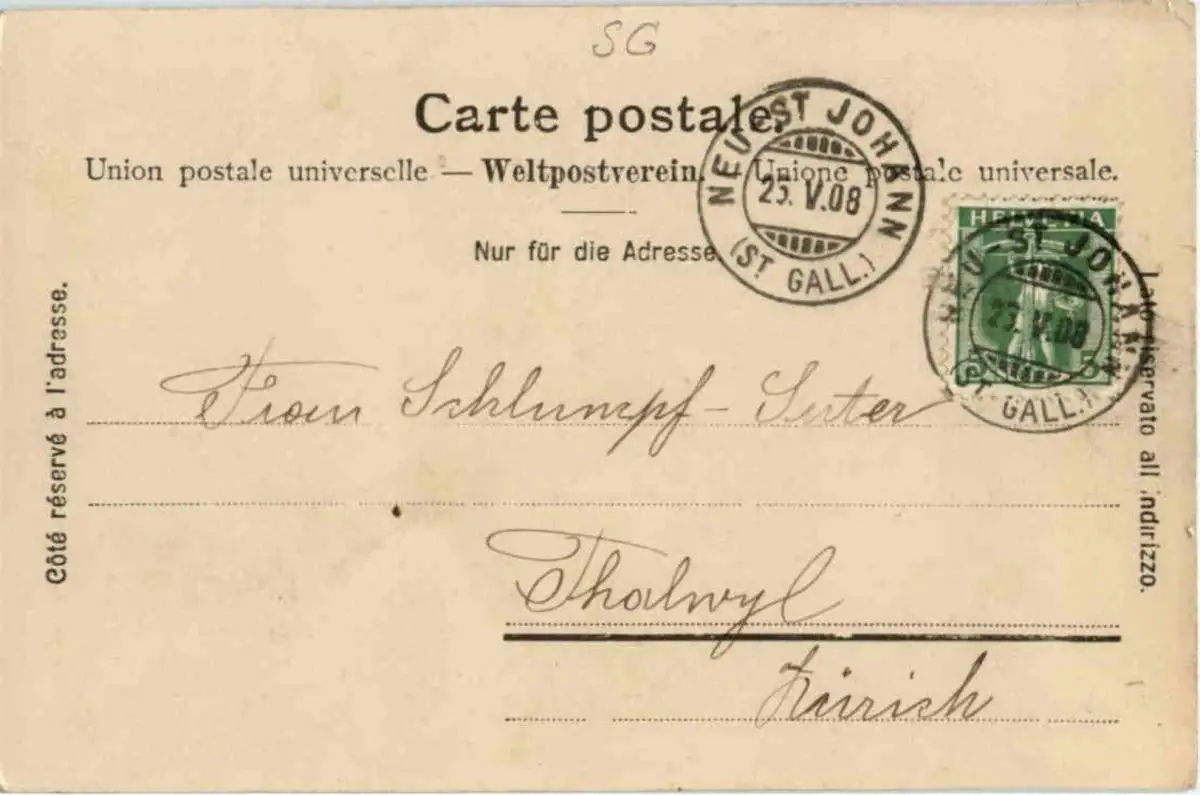 SG
Carte postale.
Union postale universelle — Weltpostverein. — Unione postale universale.
Nur für die Adresse.
NEU-ST JOHANN
25. V.08
(ST. GALL.)
HELVETIA
5
NEU-ST JOHANN
25. V.08
(ST. GALL.)
Côté réservé à l'adresse.
Lato riservato all indirizzo.
Frau Schlumpf-Suter
Thalwyl
Zürich